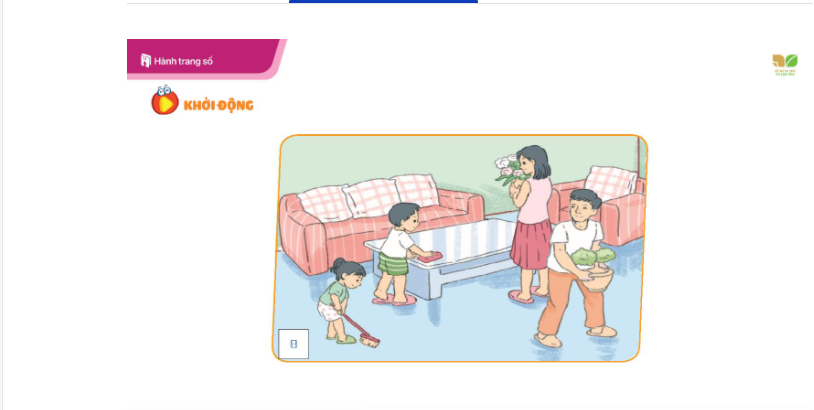 Hành trang số
KHỞI ĐỘNG